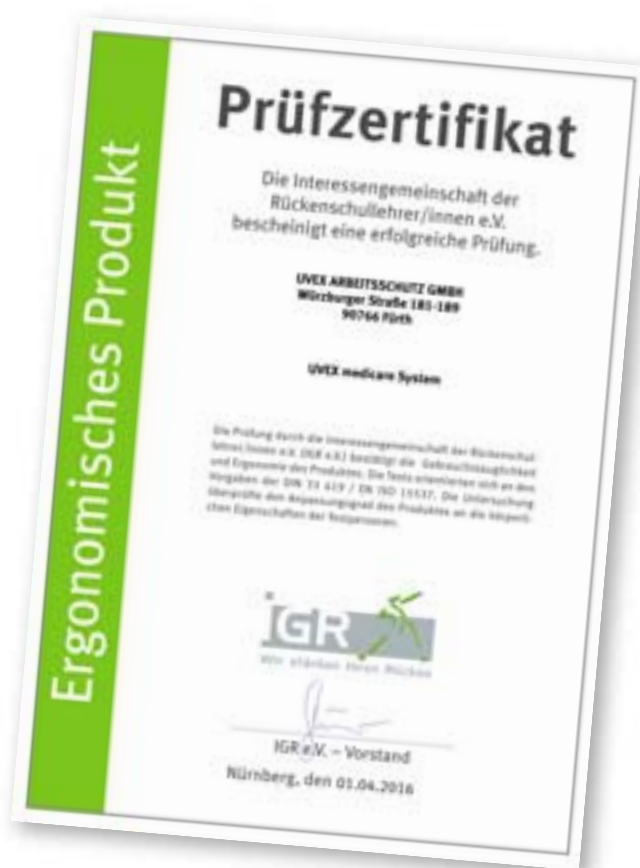 Ergonomisches Produkt
Prüfzertifikat
Die Interessengemeinschaft der
Rückenschullehrer/innen e.V.
bescheinigt eine erfolgreiche Prüfung.
UVEX ARBEITSSCHUTZ GMBH
Würzburger Straße 181-189
90766 Fürth
UVEX medicare System
Die Prüfung durch die Interessengemeinschaft der Rückenschul-
lehrer/innen e.V. (IGR e.V.) bestätigt die Gebrauchstauglichkeit
und Ergonomie des Produktes. Die Tests orientierten sich an den
Vorgaben der DIN 33 419 / EN ISO 15537. Die Untersuchung
überprüfte den Anpassungsgrad des Produktes an die körperli-
chen Eigenschaften der Testpersonen.
IGR
Wir stärken Ihren Rücken
IGR e.V. – Vorstand
Nürnberg, den 01.04.2016